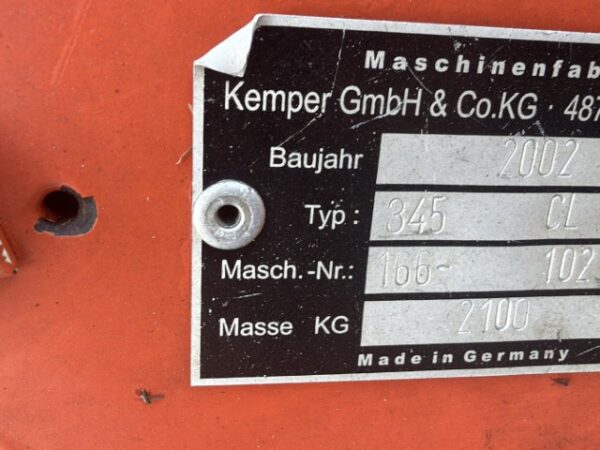 Maschinenfab
Kemper GmbH & Co.KG · 487
Baujahr 2002
Typ: 345 CL
Masch.-Nr.: 166- 102
Masse KG 2100
Made in Germany